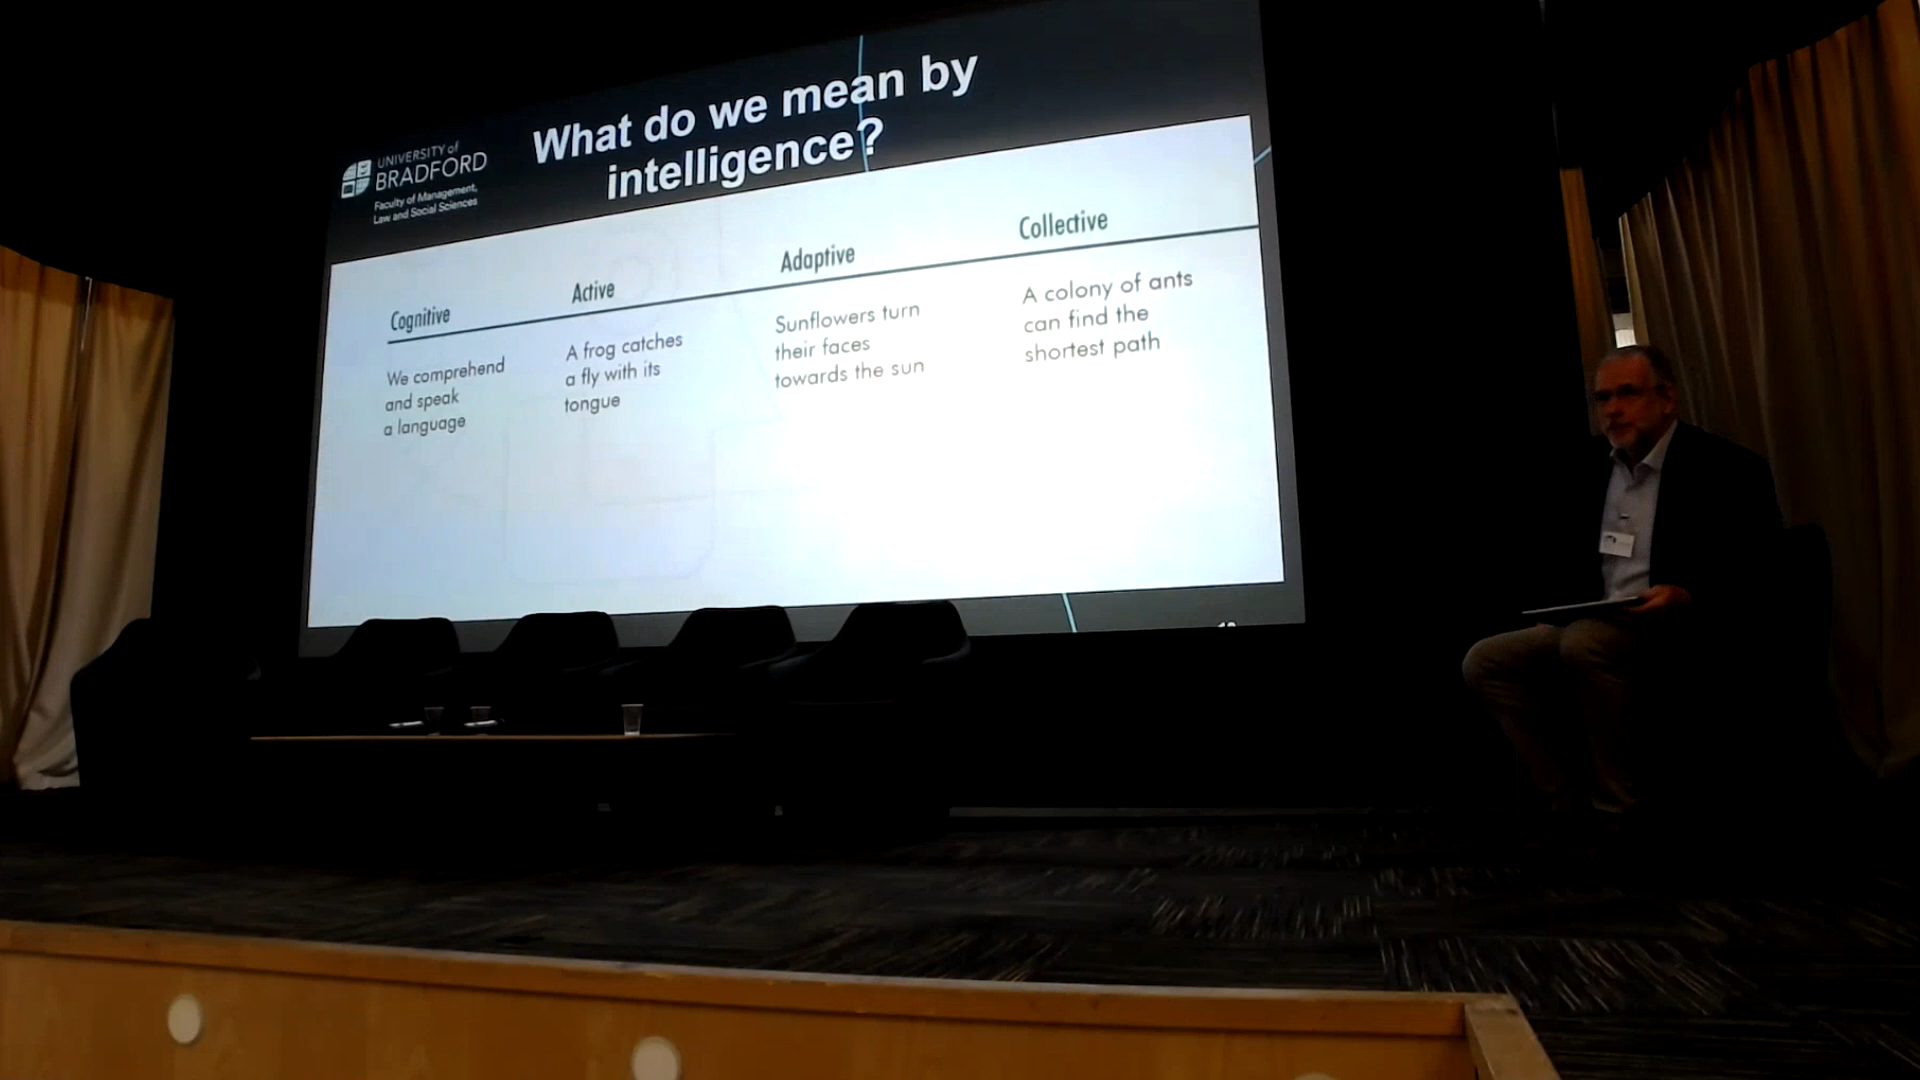 UNIVERSITY of
BRADFORD
Faculty of Management,
Law and Social Sciences
What do we mean by
intelligence?
Cognitive
We comprehend
and speak
a language
Active
A frog catches
a fly with its
tongue
Adaptive
Sunflowers turn
their faces
towards the sun
Collective
A colony of ants
can find the
shortest path